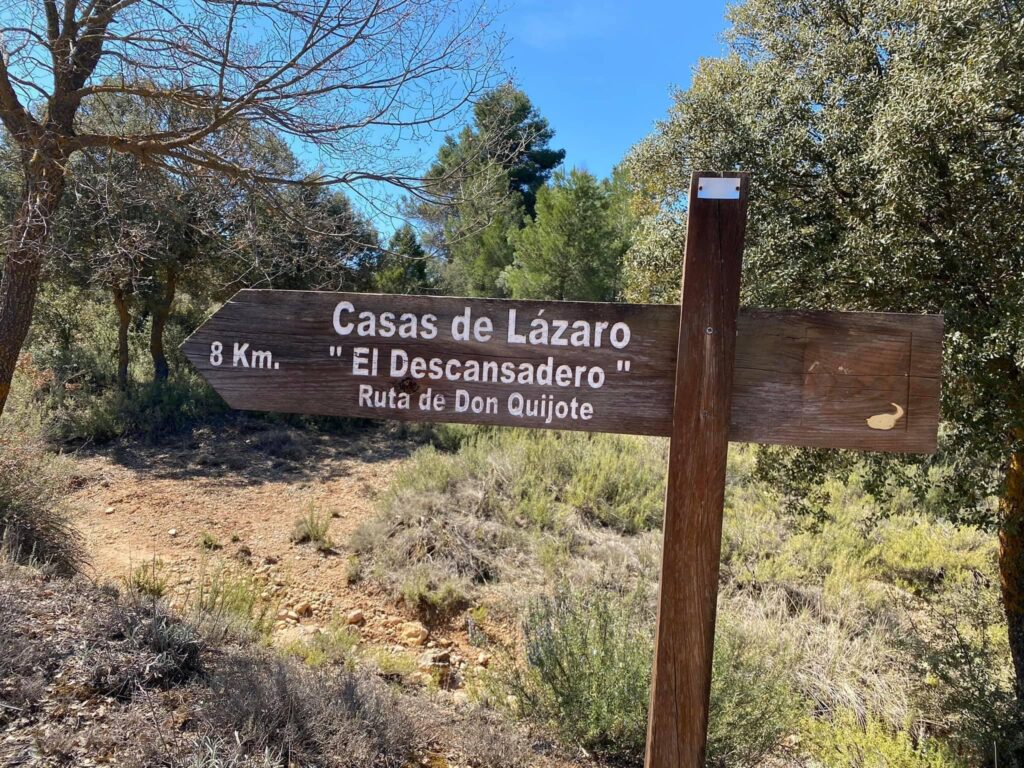 Casas de Lázaro
8 Km.
" El Descansadero "
Ruta de Don Quijote